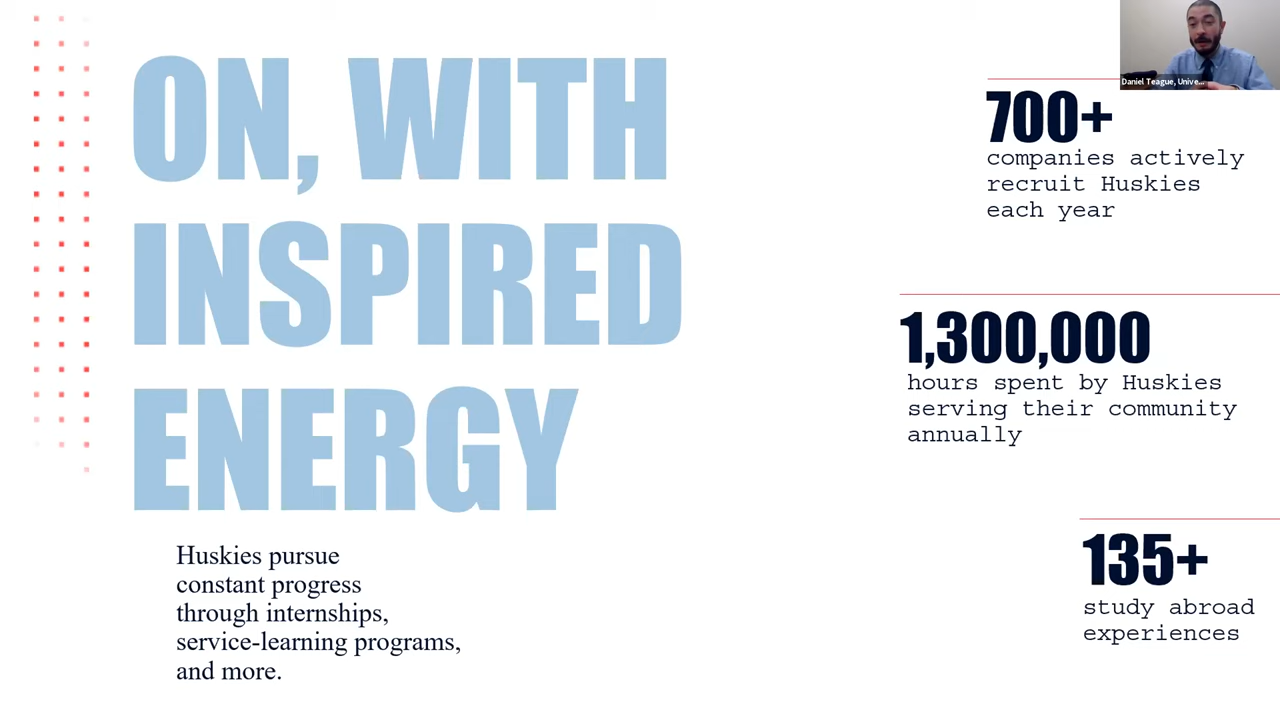 ON, WITH
INSPIRED
ENERGY
Huskies pursue
constant progress
through internships,
service-learning programs,
and more.
700+
companies actively
recruit Huskies
each year
1,300,000
hours spent by Huskies
serving their community
annually
135+
study abroad
experiences
Daniel Teague, Unive...